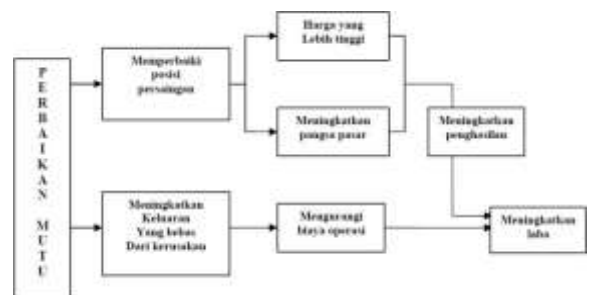 PERBAIKAN MUTU
Memperbaiki
posisi
persaingan
Harga yang
Lebih tinggi
Meningkatkan
pangsa pasar
Meningkatkan
penghasilan
Meningkatkan
Keluaran
Yang bebas
Dari kerusakan
Mengurangi
biaya operasi
Meningkatkan
laba